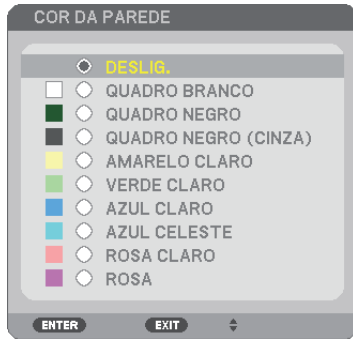 COR DA PAREDE
DESLIG.
QUADRO BRANCO
QUADRO NEGRO
QUADRO NEGRO (CINZA)
AMARELO CLARO
VERDE CLARO
AZUL CLARO
AZUL CELESTE
ROSA CLARO
ROSA
ENTER EXIT